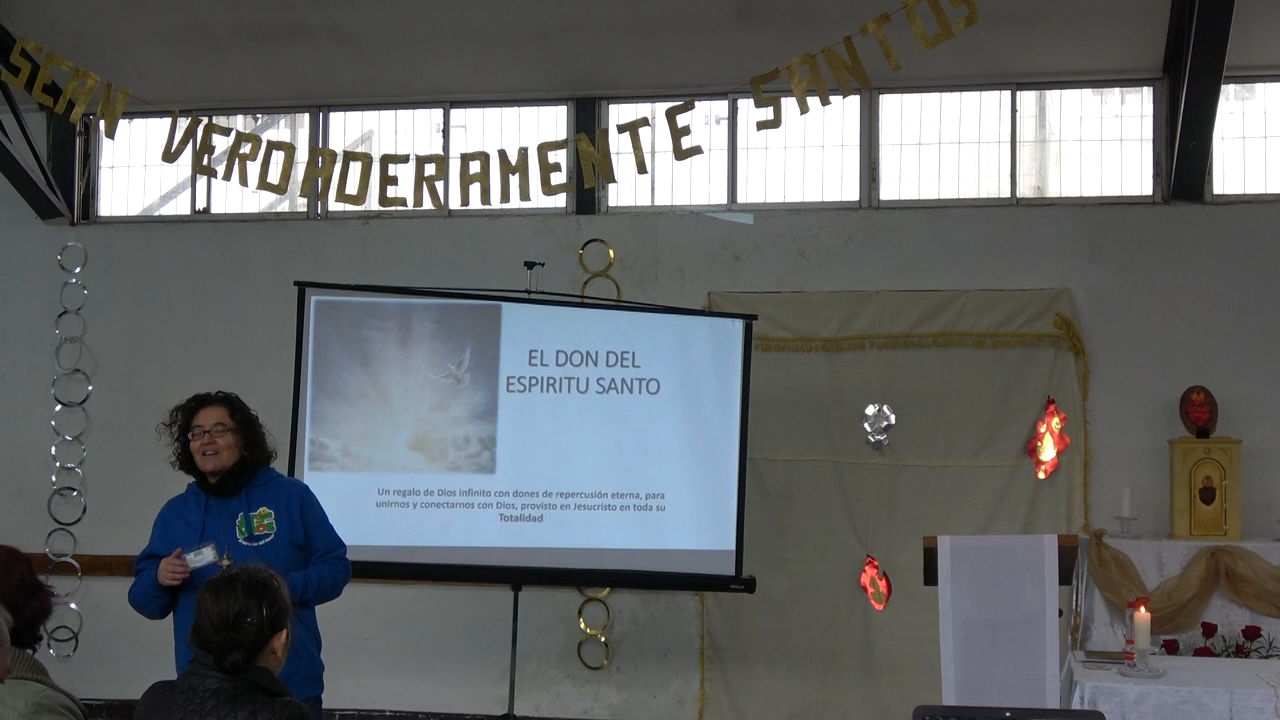 SEAN VERDADERAMENTE SANTOS
EL DON DEL
ESPIRITU SANTO
Un regalo de Dios infinito con dones de repercusión eterna, para
unirnos y conectarnos con Dios, provisto en Jesucristo en toda su
Totalidad